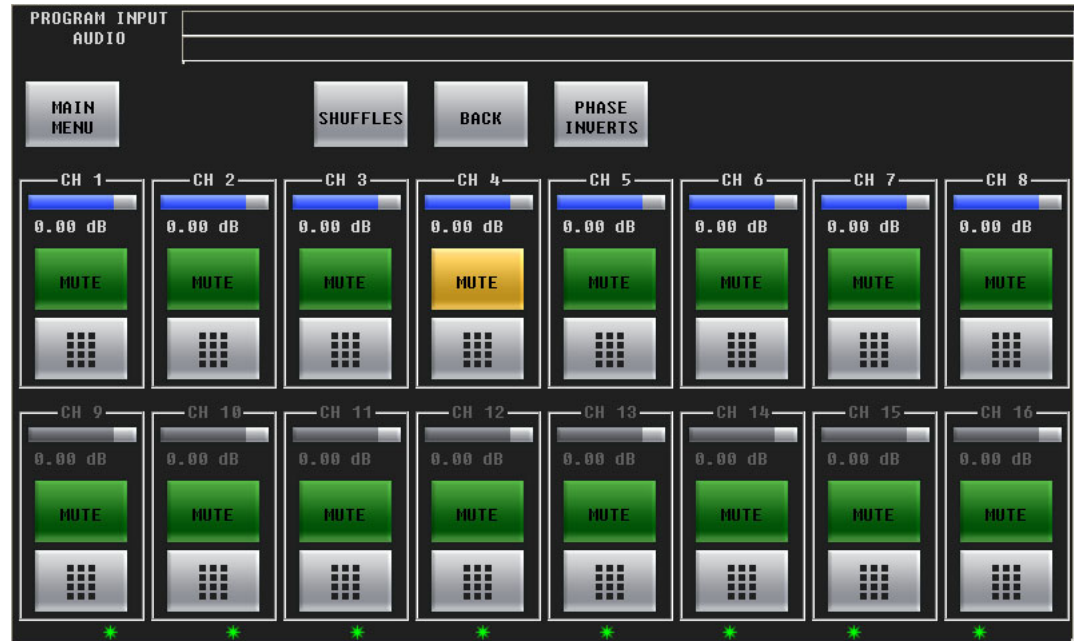 PROGRAM INPUT
AUDIO
MAIN
MENU
SHUFFLES
BACK
PHASE
INVERTS
CH 1 CH 2 CH 3 CH 4 CH 5 CH 6 CH 7 CH 8
0.00 dB 0.00 dB 0.00 dB 0.00 dB 0.00 dB 0.00 dB 0.00 dB 0.00 dB
MUTE MUTE MUTE MUTE MUTE MUTE MUTE MUTE
CH 9 CH 10 CH 11 CH 12 CH 13 CH 14 CH 15 CH 16
0.00 dB 0.00 dB 0.00 dB 0.00 dB 0.00 dB 0.00 dB 0.00 dB 0.00 dB
MUTE MUTE MUTE MUTE MUTE MUTE MUTE MUTE